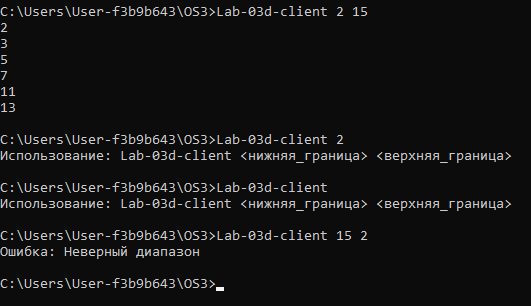 C:\Users\User-f3b9b643\OS3>Lab-03d-client 2 15
2
3
5
7
11
13
C:\Users\User-f3b9b643\OS3>Lab-03d-client 2
Использование: Lab-03d-client <нижняя_граница> <верхняя_граница>
C:\Users\User-f3b9b643\OS3>Lab-03d-client
Использование: Lab-03d-client <нижняя_граница> <верхняя_граница>
C:\Users\User-f3b9b643\OS3>Lab-03d-client 15 2
Ошибка: Неверный диапазон
C:\Users\User-f3b9b643\OS3>